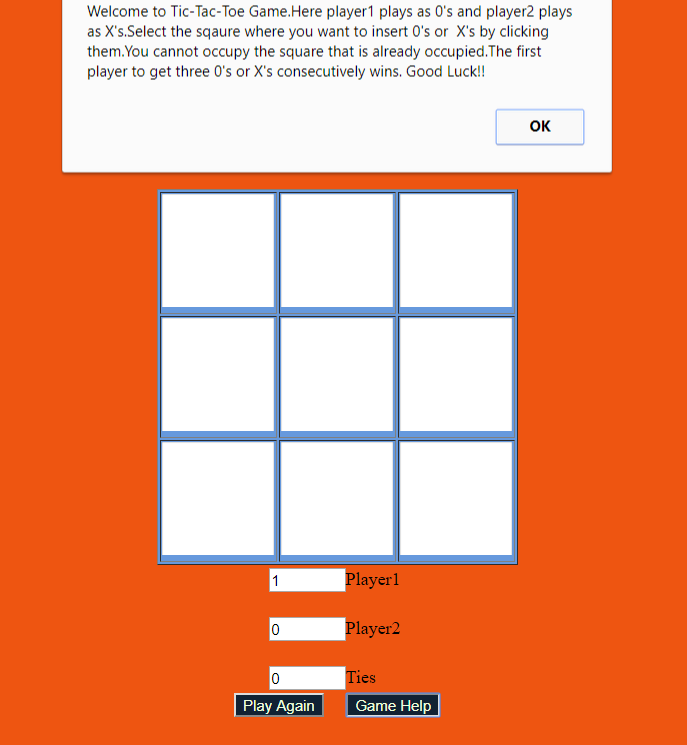 Welcome to Tic-Tac-Toe Game.Here player1 plays as 0's and player2 plays
as X's.Select the sqaure where you want to insert 0's or  X's by clicking
them.You cannot occupy the square that is already occupied.The first
player to get three 0's or X's consecutively wins. Good Luck!!
OK
1 Player1
0 Player2
0 Ties
Play Again Game Help